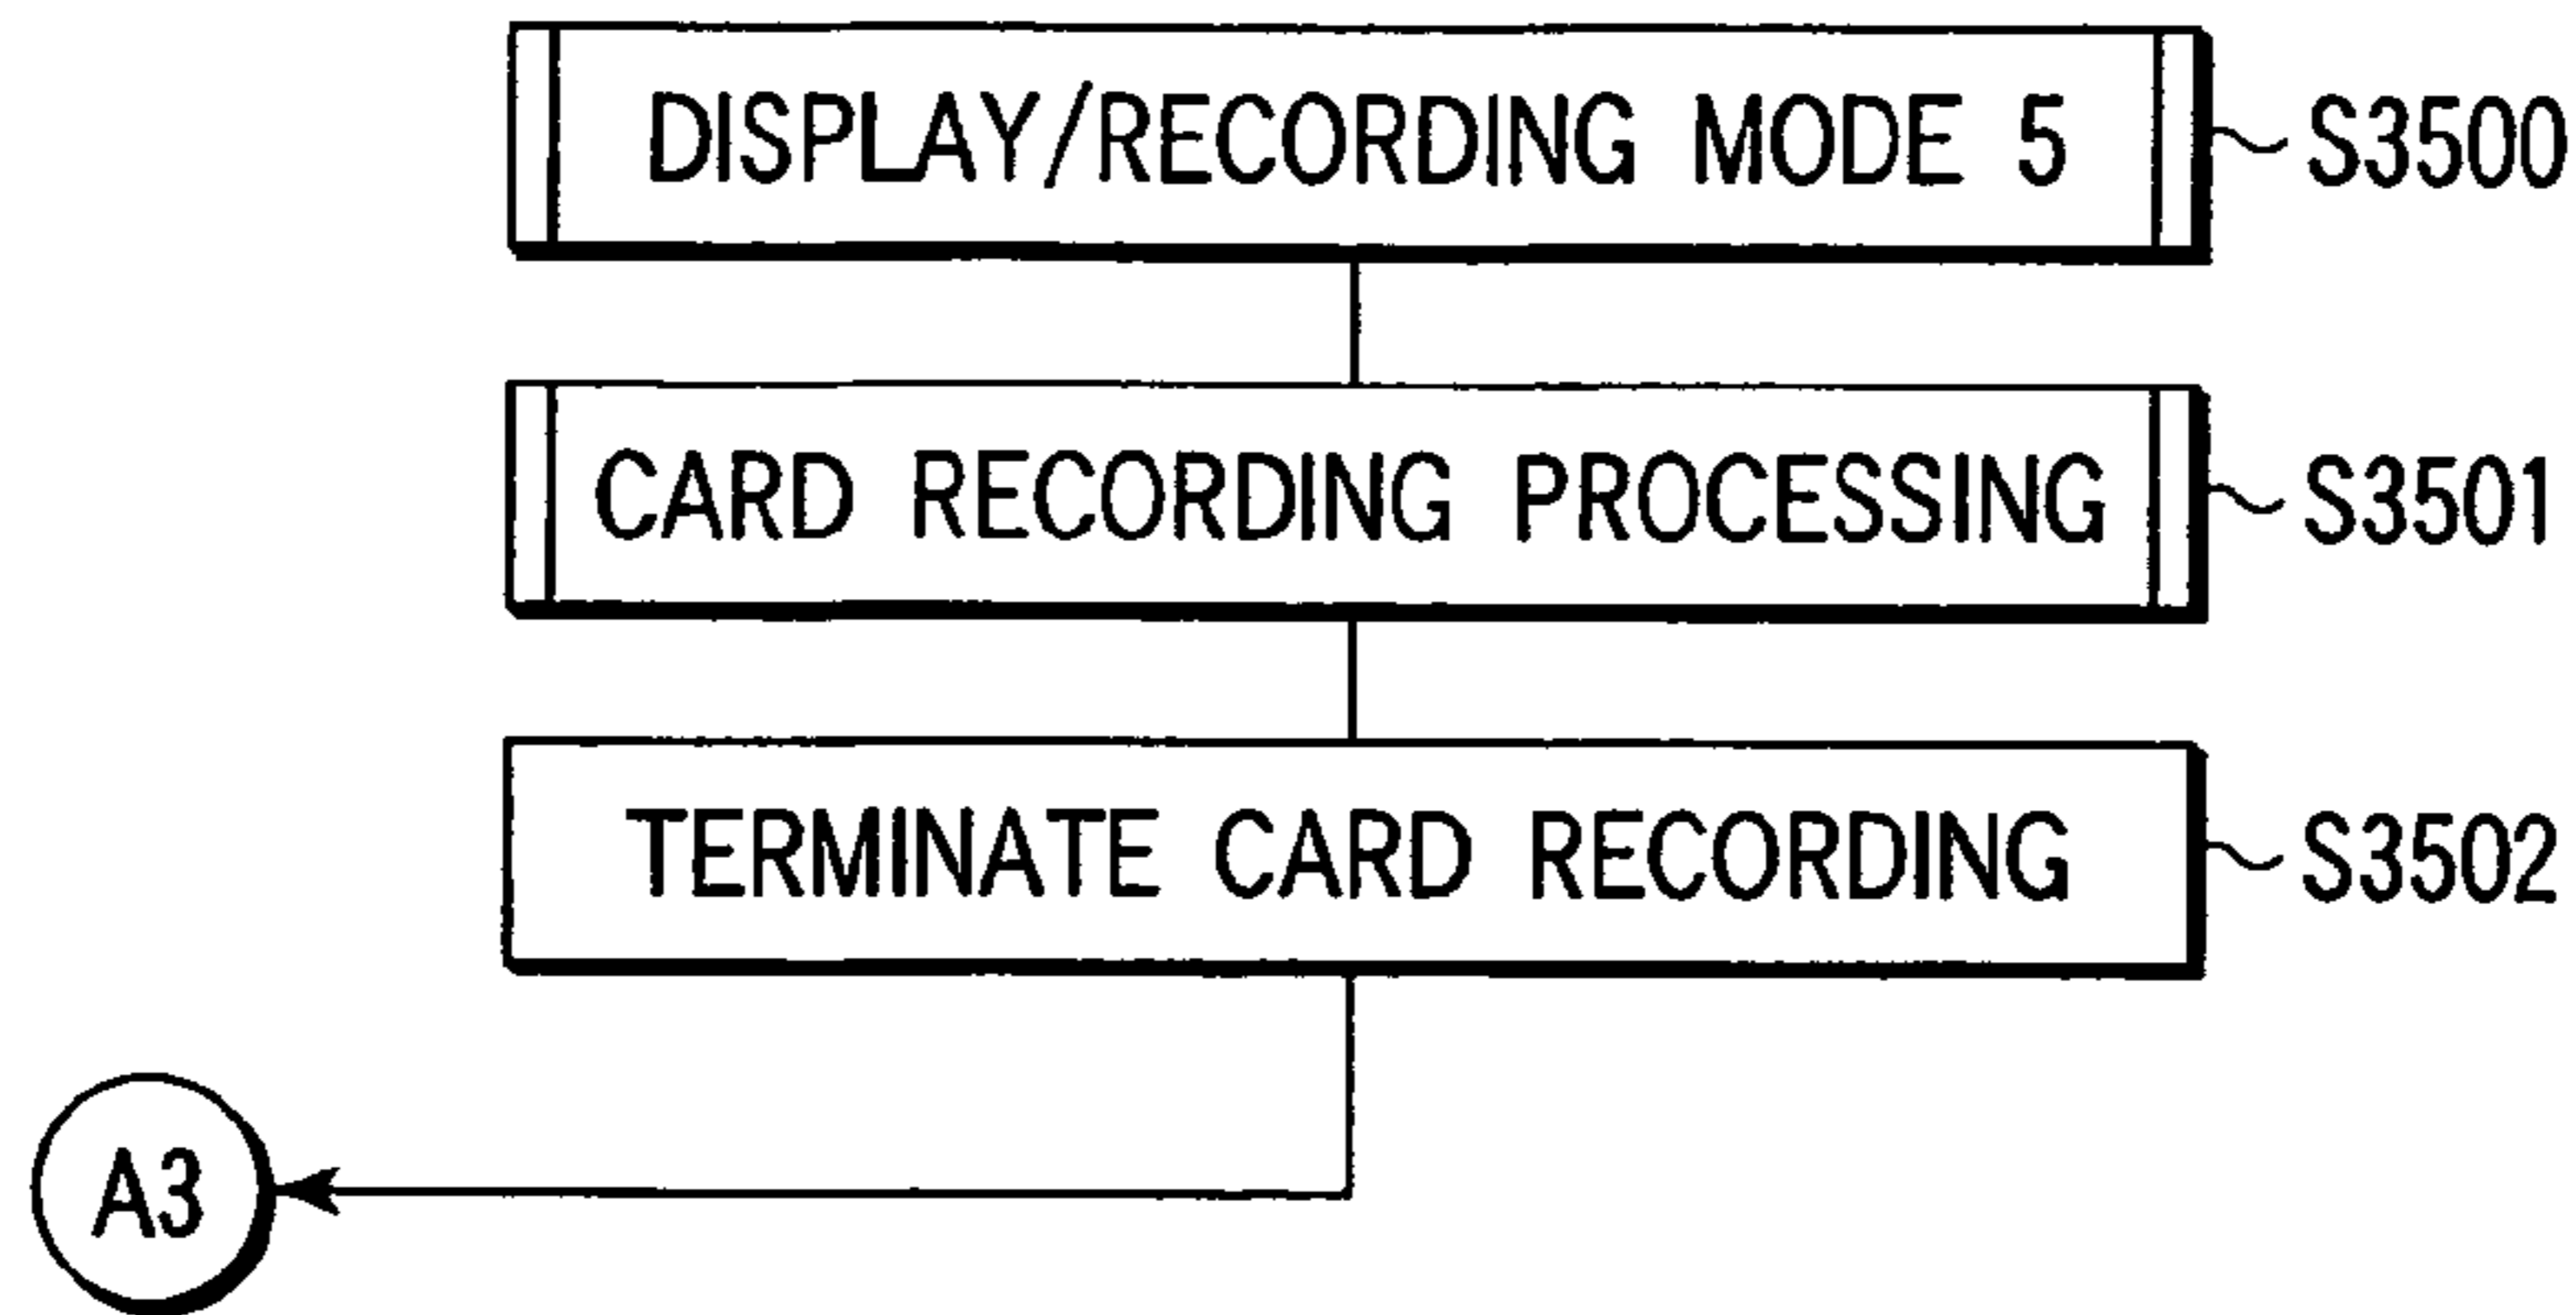 DISPLAY/RECORDING MODE 5 S3500
CARD RECORDING PROCESSING S3501
TERMINATE CARD RECORDING S3502
A3